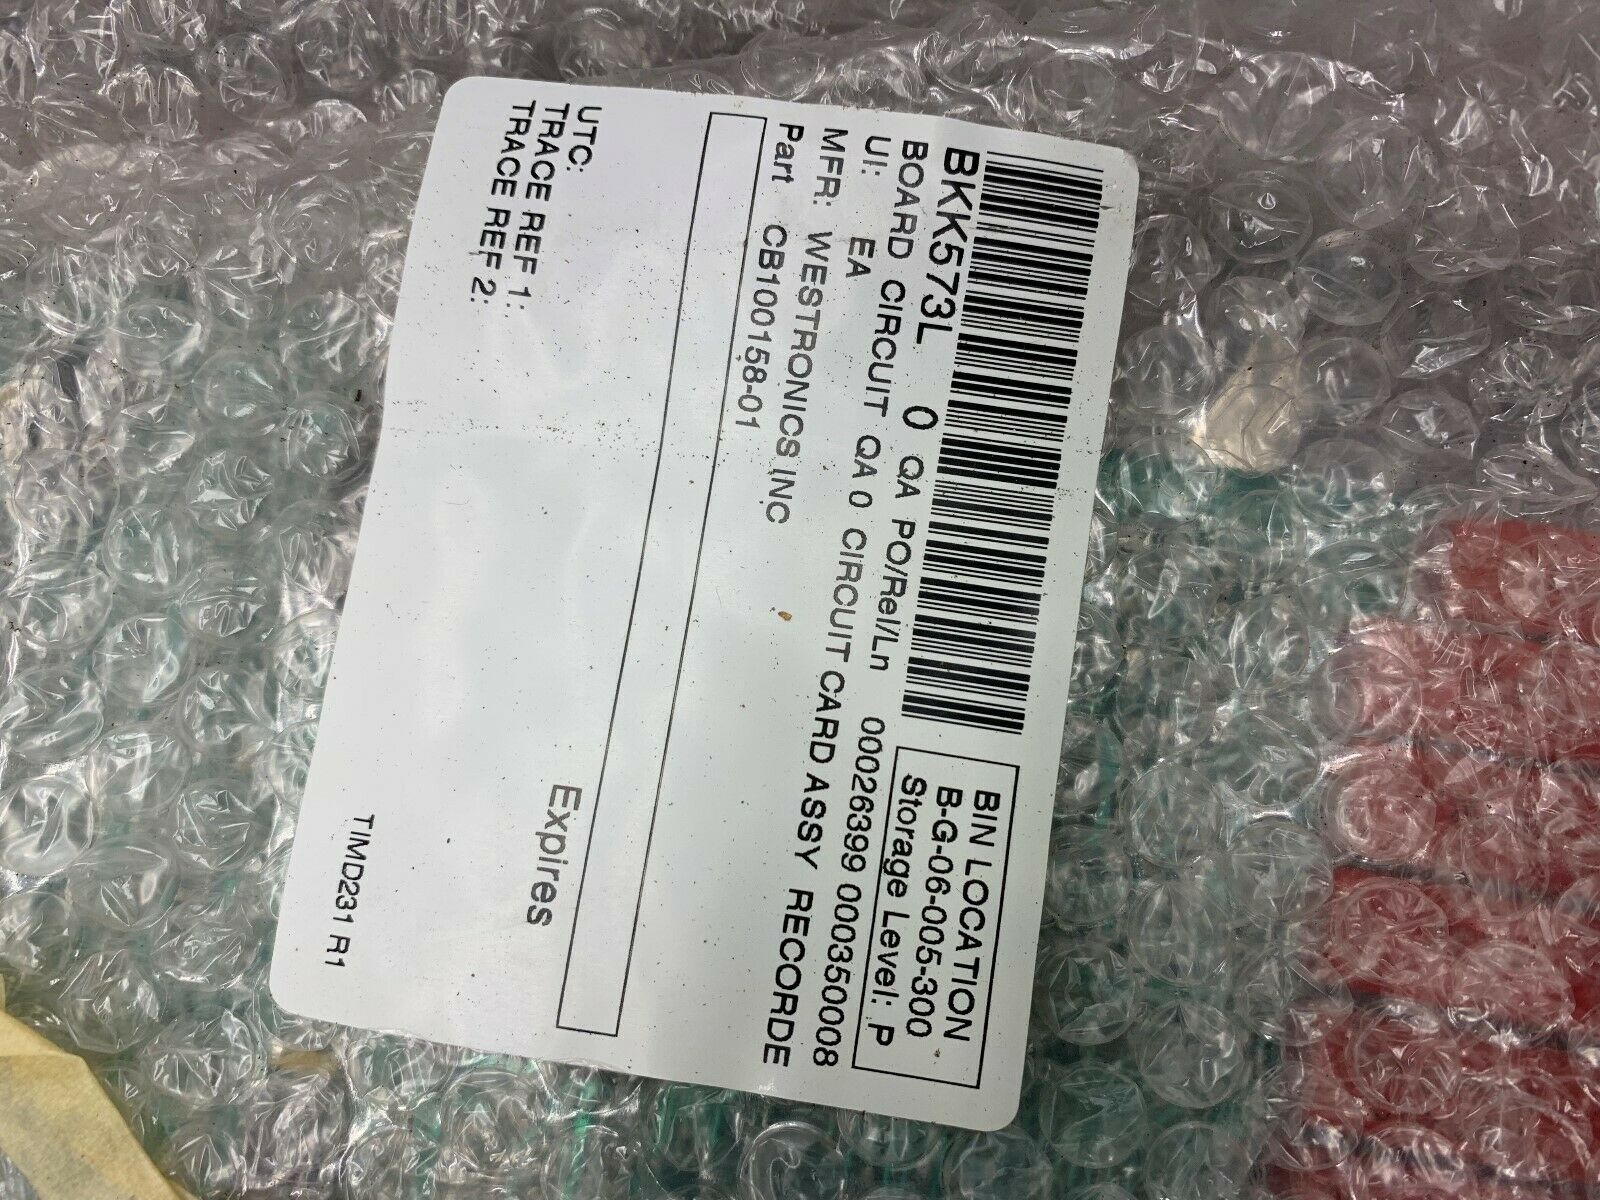 BKK573L 0 QA PO/Rel/Ln 00026399 000350008
BOARD CIRCUIT QA 0 CIRCUIT CARD ASSY RECORDE
UI: EA
MFR: WESTRONICS INC
Part CB100158-01
BIN LOCATION
B-G-06-005-300
Storage Level: P
Expires
UTC:
TRACE REF 1:
TRACE REF 2:
TIMD231 R1